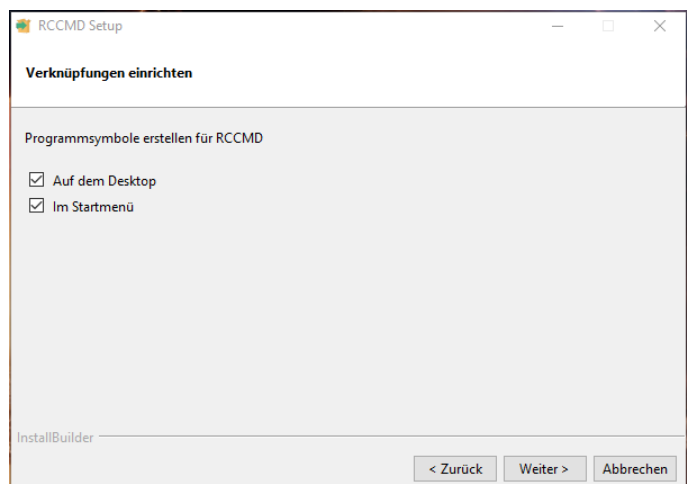 RCCMD Setup
Verknüpfungen einrichten
Programmsymbole erstellen für RCCMD
Auf dem Desktop
Im Startmenü
InstallBuilder
< Zurück
Weiter >
Abbrechen